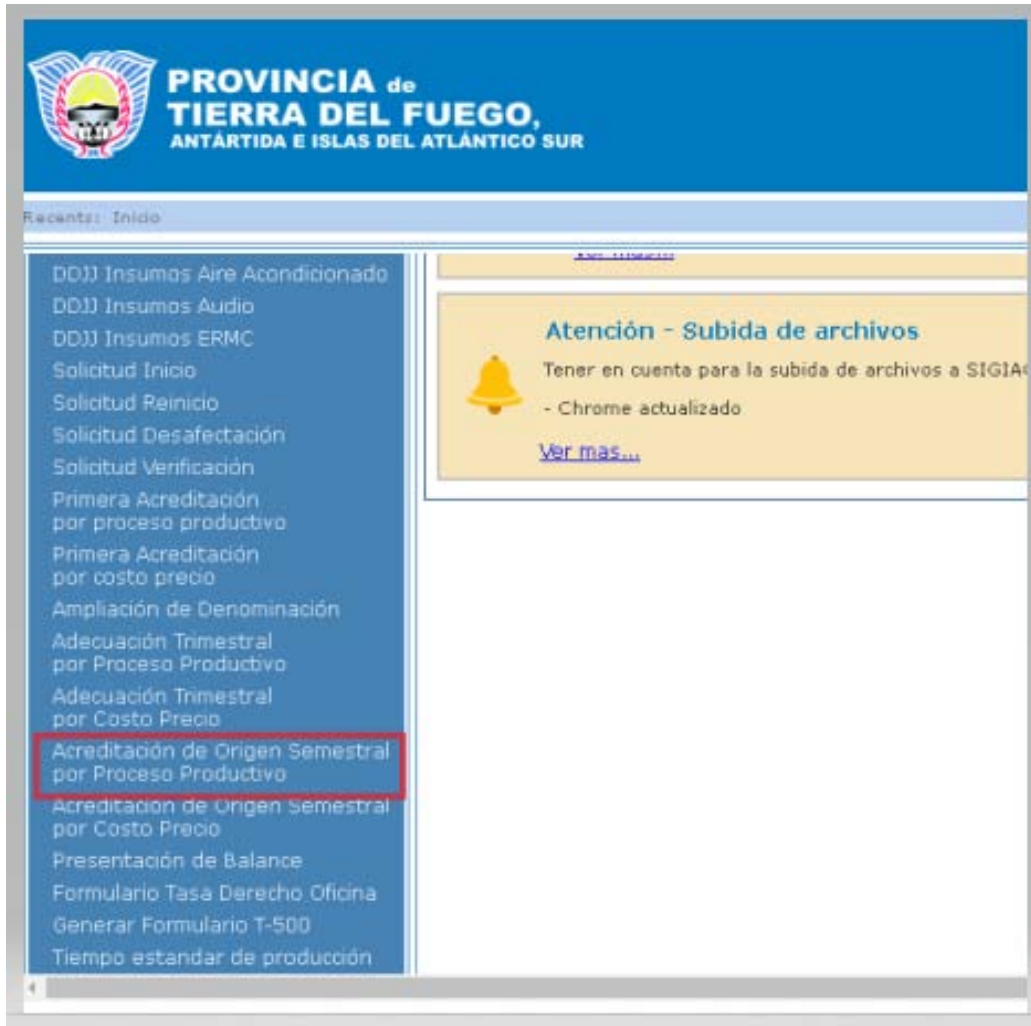 PROVINCIA de
TIERRA DEL FUEGO,
ANTÁRTIDA E ISLAS DEL ATLÁNTICO SUR
Recents: Inicio
DDJJ Insumos Aire Acondicionado
DDJJ Insumos Audio
DDJJ Insumos ERMC
Solicitud Inicio
Solicitud Reinicio
Solicitud Desafectación
Solicitud Verificación
Primera Acreditación
por proceso productivo
Primera Acreditación
por costo precio
Ampliación de Denominación
Adecuación Trimestral
por Proceso Productivo
Adecuación Trimestral
por Costo Precio
Acreditación de Origen Semestral
por Proceso Productivo
Acreditación de Origen Semestral
por Costo Precio
Presentación de Balance
Formulario Tasa Derecho Oficina
Generar Formulario T-500
Tiempo estandar de producción
Ver mas...
Atención - Subida de archivos
Tener en cuenta para la subida de archivos a
- Chrome actualizado
Ver mas...